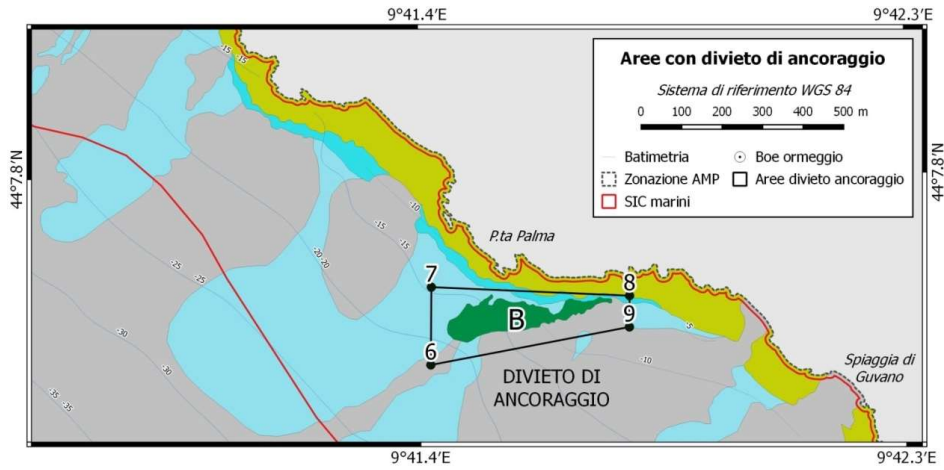 9°41.4'E
9°42.3'E
44°7.8'N
44°7.8'N
Aree con divieto di ancoraggio
Sistema di riferimento WGS 84
0 100 200 300 400 500 m
Batimetria
Boe ormeggio
Zonazione AMP
Aree divieto ancoraggio
SIC marini
-15
-15
-10
-15
-15
-20
-20
-25
-25
-30
-30
-35
-35
-5
-10
P.ta Palma
7
8
B
9
6
DIVIETO DI
ANCORAGGIO
Spiaggia di
Guvano
9°41.4'E
9°42.3'E